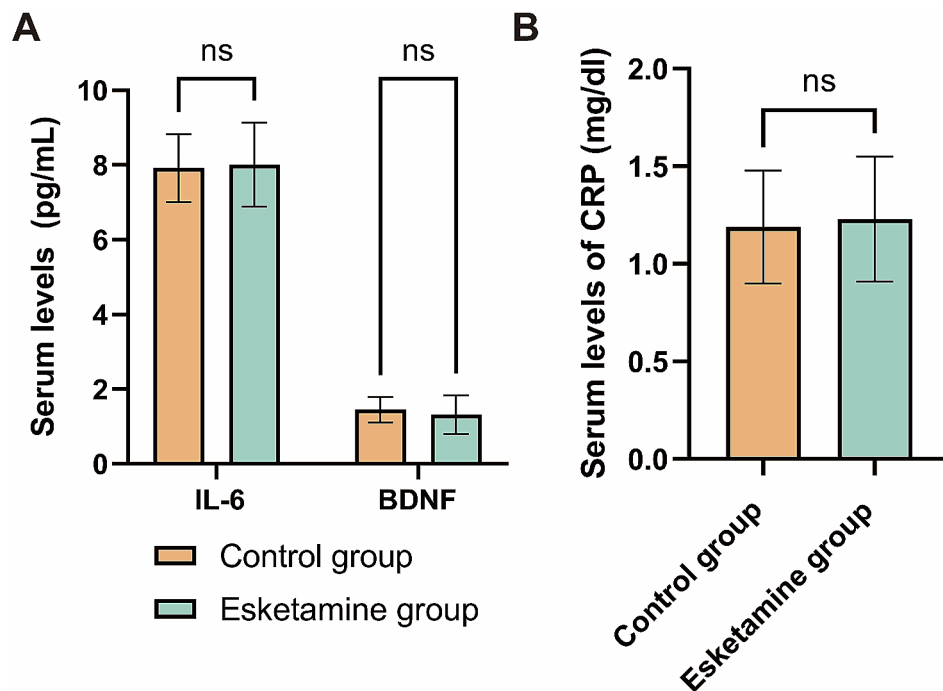 A
ns
ns
Serum levels (pg/mL)
10
8
6
4
2
0
IL-6
BDNF
Control group
Esketamine group
B
ns
Serum levels of CRP (mg/dl)
2.0
1.5
1.0
0.5
0.0
Control group
Esketamine group